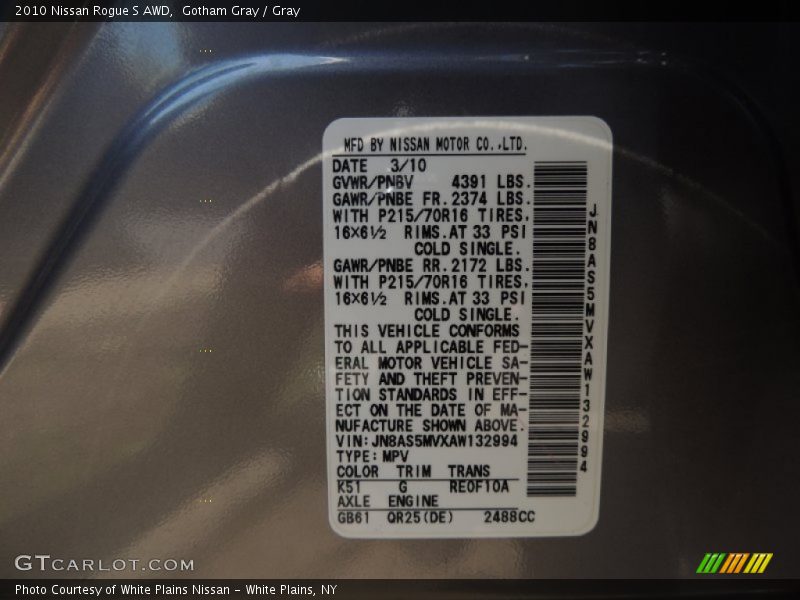 2010 Nissan Rogue S AWD,  Gotham Gray / Gray
MFD BY NISSAN MOTOR CO.,LTD.
DATE 3/10
GVWR/PNBV 4391 LBS.
GAWR/PNBE FR. 2374 LBS.
WITH P215/70R16 TIRES.
16×6½ RIMS. AT 33 PSI
COLD SINGLE.
GAWR/PNBE RR. 2172 LBS.
WITH P215/70R16 TIRES.
16×6½ RIMS. AT 33 PSI
COLD SINGLE.
THIS VEHICLE CONFORMS
TO ALL APPLICABLE FED-
ERAL MOTOR VEHICLE SA-
FETY AND THEFT PREVEN-
TION STANDARDS IN EFF-
ECT ON THE DATE OF MA-
NUFACTURE SHOWN ABOVE.
VIN: JN8AS5MVXAW132994
TYPE: MPV
COLOR TRIM TRANS
K51 G RE0F10A
AXLE ENGINE
GB61 QR25(DE) 2488CC
JN8AS5MVXAW132994
GTCARLOT.COM
Photo Courtesy of White Plains Nissan - White Plains, NY